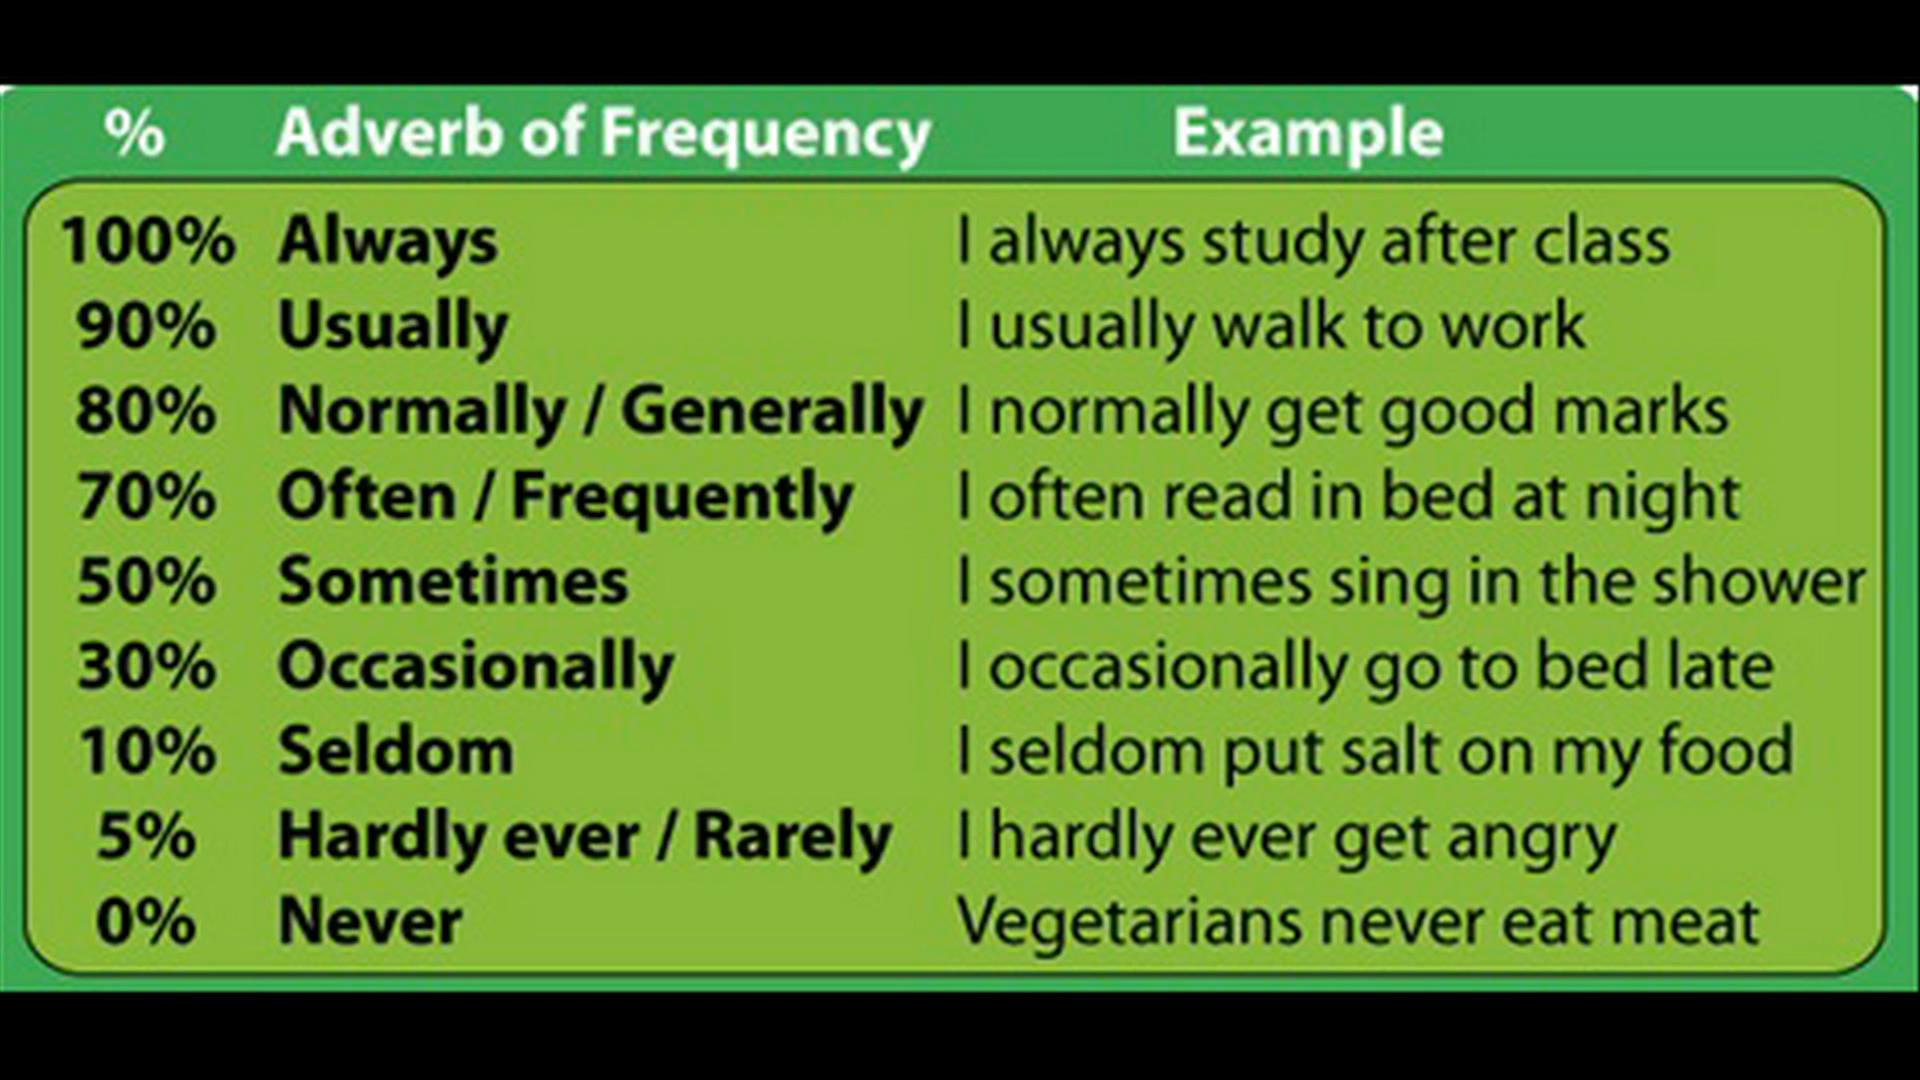 % Adverb of Frequency Example
100% Always I always study after class
90% Usually I usually walk to work
80% Normally / Generally I normally get good marks
70% Often / Frequently I often read in bed at night
50% Sometimes I sometimes sing in the shower
30% Occasionally I occasionally go to bed late
10% Seldom I seldom put salt on my food
5% Hardly ever / Rarely I hardly ever get angry
0% Never Vegetarians never eat meat